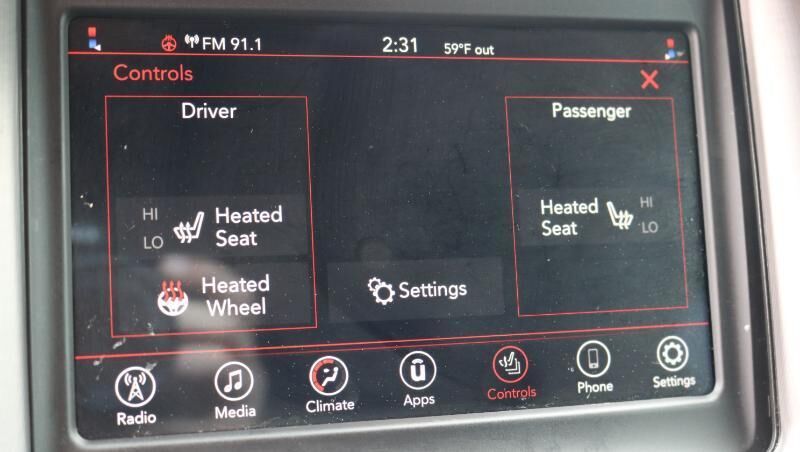 FM 91.1 2:31 59°F out
Controls
Driver
Passenger
HI
LO
Heated
Seat
Heated
Seat
HI
LO
Heated
Wheel
Settings
Radio Media Climate Apps Controls Phone Settings